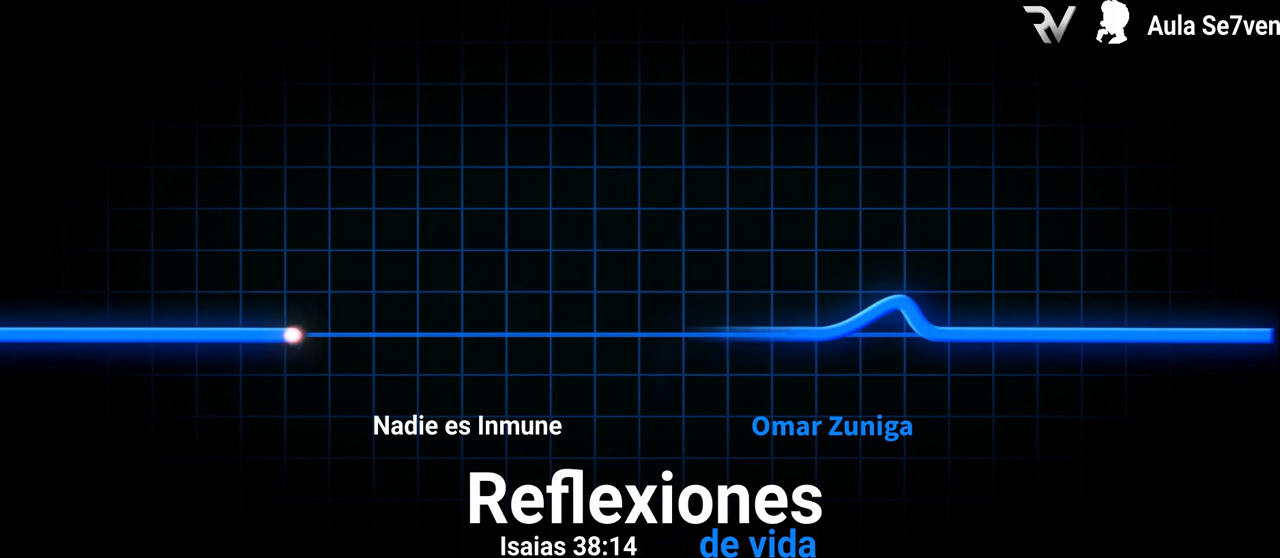 RV Aula Se7ven
Nadie es Inmune Omar Zuniga
Reflexiones
Isaias 38:14 de vida